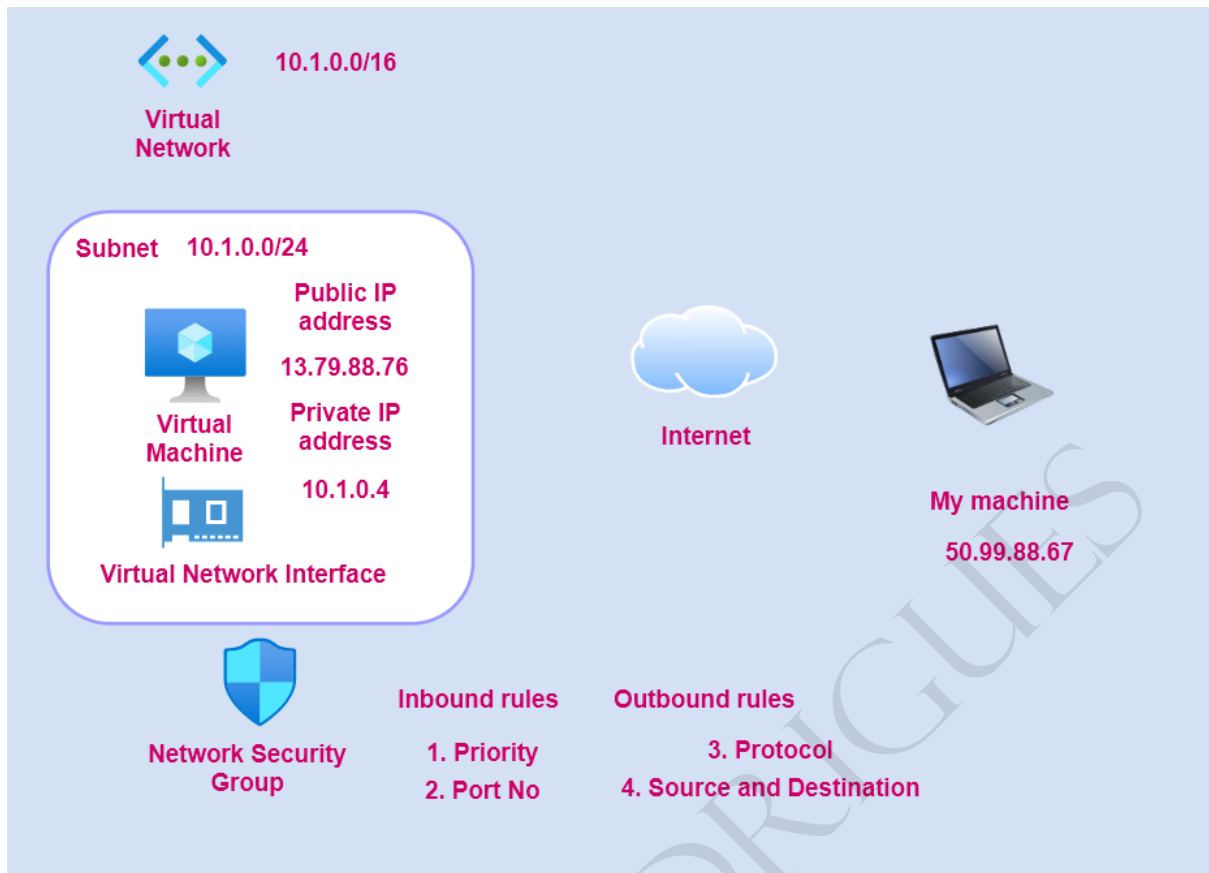 10.1.0.0/16
Virtual
Network
Subnet 10.1.0.0/24
Public IP
address
13.79.88.76
Private IP
address
10.1.0.4
Virtual
Machine
Virtual Network Interface
Internet
My machine
50.99.88.67
Network Security
Group
Inbound rules
Outbound rules
1. Priority
2. Port No
3. Protocol
4. Source and Destination
ORIGUES